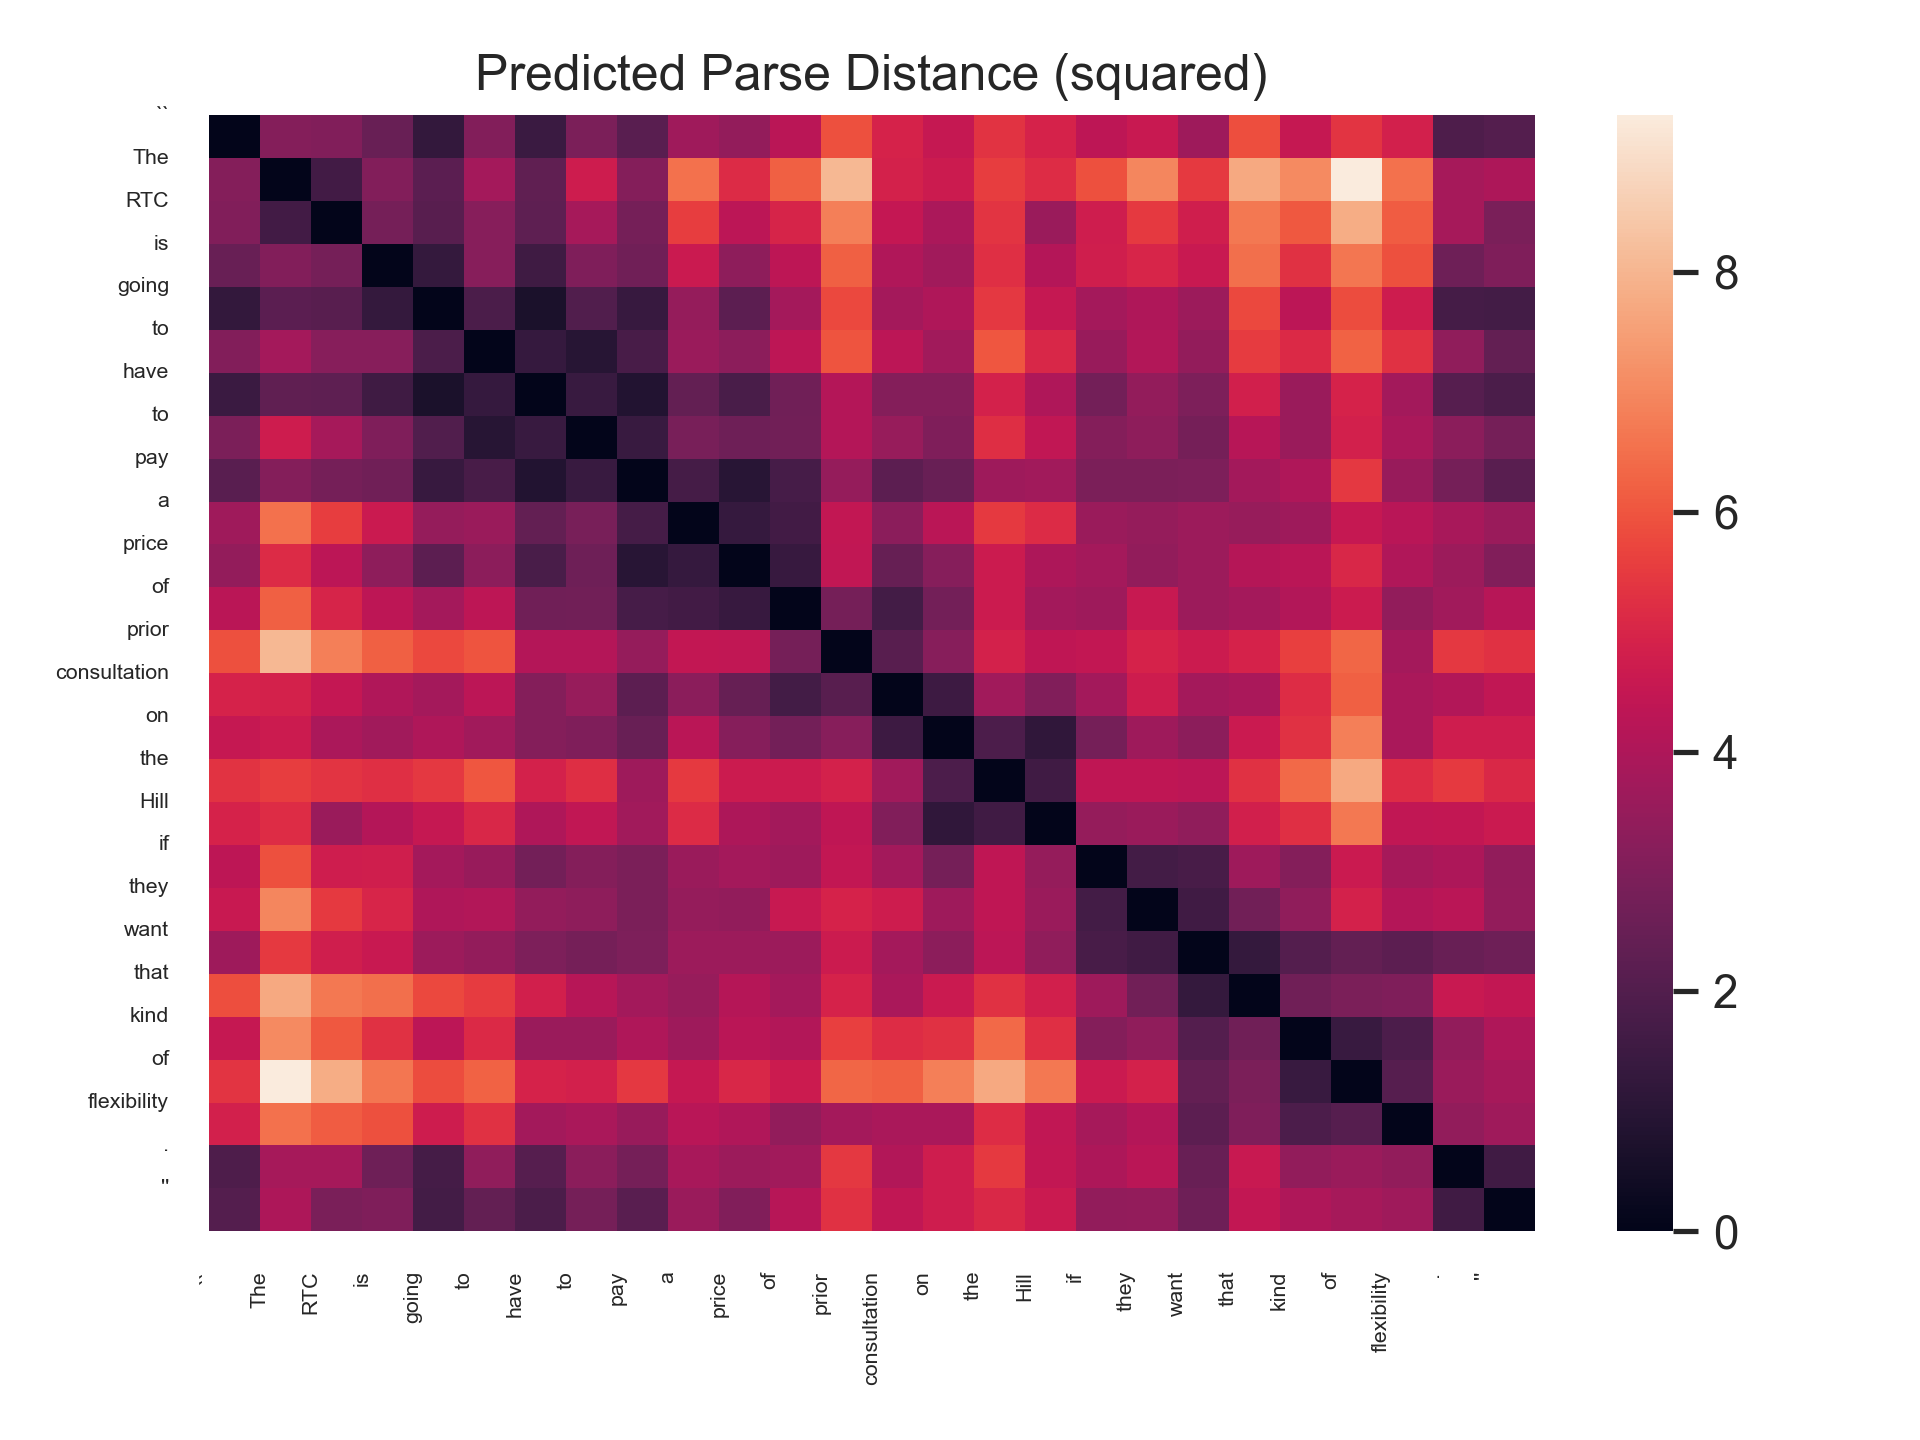 Predicted Parse Distance (squared)
``
The
RTC
is
going
to
have
to
pay
a
price
of
prior
consultation
on
the
Hill
if
they
want
that
kind
of
flexibility
.
''
8
6
4
2
0
``
The
RTC
is
going
to
have
to
pay
a
price
of
prior
consultation
on
the
Hill
if
they
want
that
kind
of
flexibility
.
''